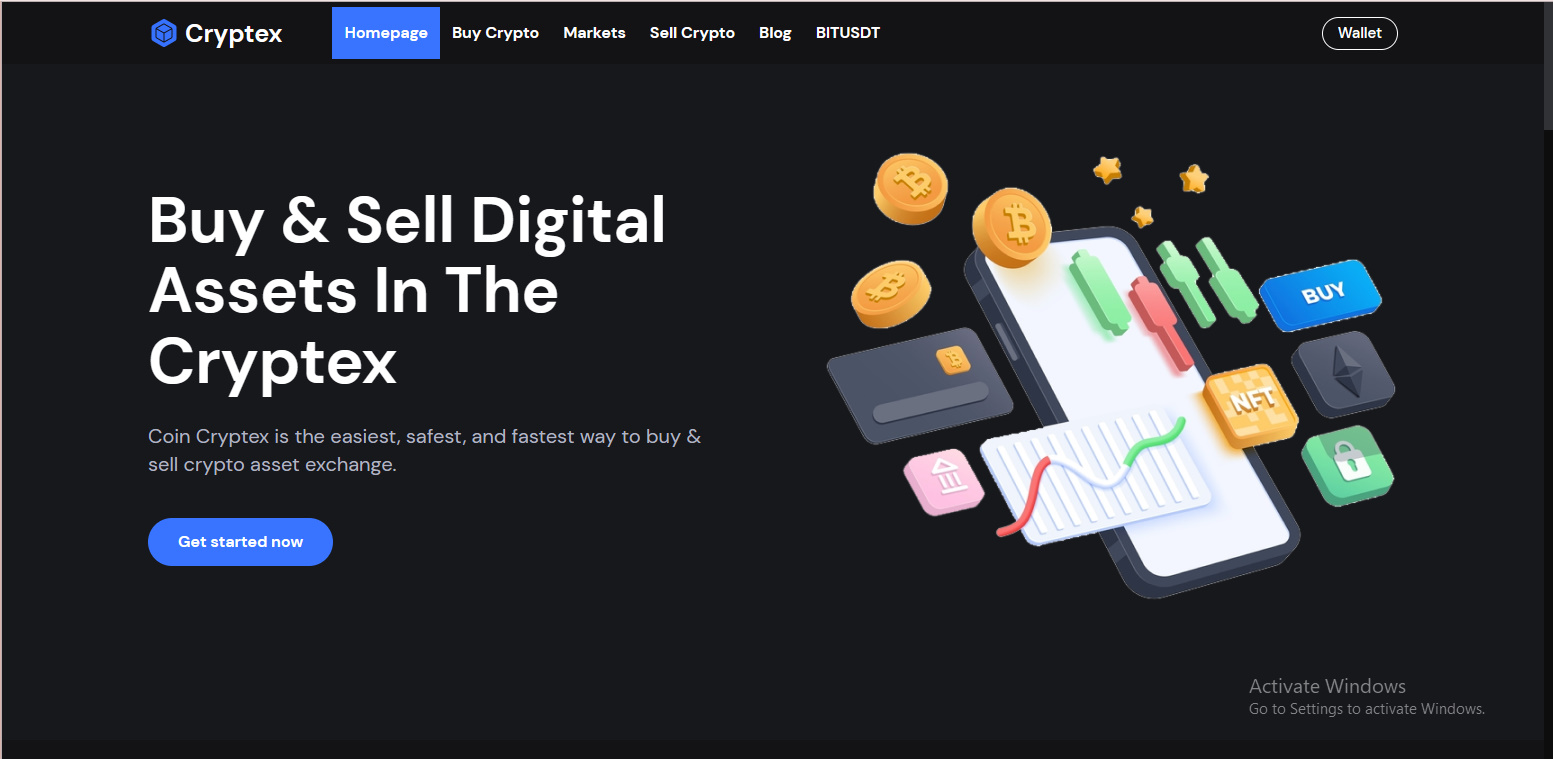 Cryptex
Homepage
Buy Crypto
Markets
Sell Crypto
Blog
BITUSDT
Wallet
Buy & Sell Digital
Assets In The
Cryptex
Coin Cryptex is the easiest, safest, and fastest way to buy &
sell crypto asset exchange.
Get started now
BUY
NFT
Activate Windows
Go to Settings to activate Windows.